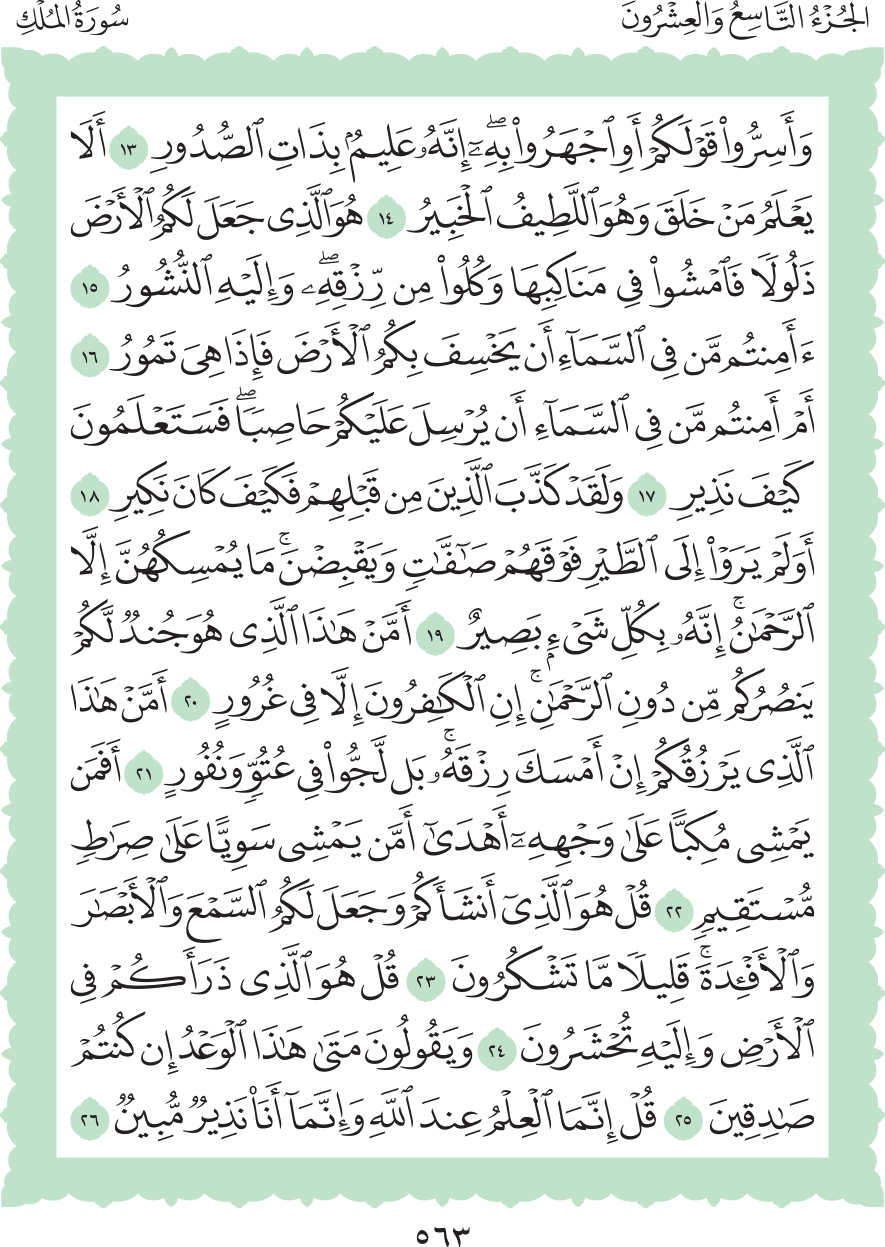 الجُزْءُ التَّاسِعُ وَالْعِشْرُونَ
سُورَةُ المُلْكِ
وَأَسِرُّواْ قَوۡلَكُمۡ أَوِ ٱجۡهَرُواْ بِهِۦٓۖ إِنَّهُۥ عَلِيمُۢ بِذَاتِ ٱلصُّدُورِ ١٣ أَلَا
يَعۡلَمُ مَنۡ خَلَقَ وَهُوَ ٱللَّطِيفُ ٱلۡخَبِيرُ ١٤ هُوَ ٱلَّذِي جَعَلَ لَكُمُ ٱلۡأَرۡضَ
ذَلُولٗا فَٱمۡشُواْ فِي مَنَاكِبِهَا وَكُلُواْ مِن رِّزۡقِهِۦۖ وَإِلَيۡهِ ٱلنُّشُورُ ١٥
ءَأَمِنتُم مَّن فِي ٱلسَّمَآءِ أَن يَخۡسِفَ بِكُمُ ٱلۡأَرۡضَ فَإِذَا هِيَ تَمُورُ ١٦
أَمۡ أَمِنتُم مَّن فِي ٱلسَّمَآءِ أَن يُرۡسِلَ عَلَيۡكُمۡ حَاصِبٗاۖ فَسَتَعۡلَمُونَ
كَيۡفَ نَذِيرِ ١٧ وَلَقَدۡ كَذَّبَ ٱلَّذِينَ مِن قَبۡلِهِمۡ فَكَيۡفَ كَانَ نَكِيرِ ١٨
أَوَلَمۡ يَرَوۡاْ إِلَى ٱلطَّيۡرِ فَوۡقَهُمۡ صَٰٓفَّٰتٖ وَيَقۡبِضۡنَۚ مَا يُمۡسِكُهُنَّ إِلَّا
ٱلرَّحۡمَٰنُۚ إِنَّهُۥ بِكُلِّ شَيۡءِۭ بَصِيرٌ ١٩ أَمَّنۡ هَٰذَا ٱلَّذِي هُوَ جُندٞ لَّكُمۡ
يَنصُرُكُم مِّن دُونِ ٱلرَّحۡمَٰنِۚ إِنِ ٱلۡكَٰفِرُونَ إِلَّا فِي غُرُورٍ ٢٠ أَمَّنۡ هَٰذَا
ٱلَّذِي يَرۡزُقُكُمۡ إِنۡ أَمۡسَكَ رِزۡقَهُۥۚ بَل لَّجُّواْ فِي عُتُوّٖ وَنُفُورٍ ٢١ أَفَمَن
يَمۡشِي مُكِبًّا عَلَىٰ وَجۡهِهِۦٓ أَهۡدَىٰٓ أَمَّن يَمۡشِي سَوِيًّا عَلَىٰ صِرَٰطٖ
مُّسۡتَقِيمٖ ٢٢ قُلۡ هُوَ ٱلَّذِيٓ أَنشَأَكُمۡ وَجَعَلَ لَكُمُ ٱلسَّمۡعَ وَٱلۡأَبۡصَٰرَ
وَٱلۡأَفۡـِٔدَةَۚ قَلِيلٗا مَّا تَشۡكُرُونَ ٢٣ قُلۡ هُوَ ٱلَّذِي ذَرَأَكُمۡ فِي
ٱلۡأَرۡضِ وَإِلَيۡهِ تُحۡشَرُونَ ٢٤ وَيَقُولُونَ مَتَىٰ هَٰذَا ٱلۡوَعۡدُ إِن كُنتُمۡ
صَٰدِقِينَ ٢٥ قُلۡ إِنَّمَا ٱلۡعِلۡمُ عِندَ ٱللَّهِ وَإِنَّمَآ أَنَا۠ نَذِيرٞ مُّبِينٞ ٢٦
٥٦٣